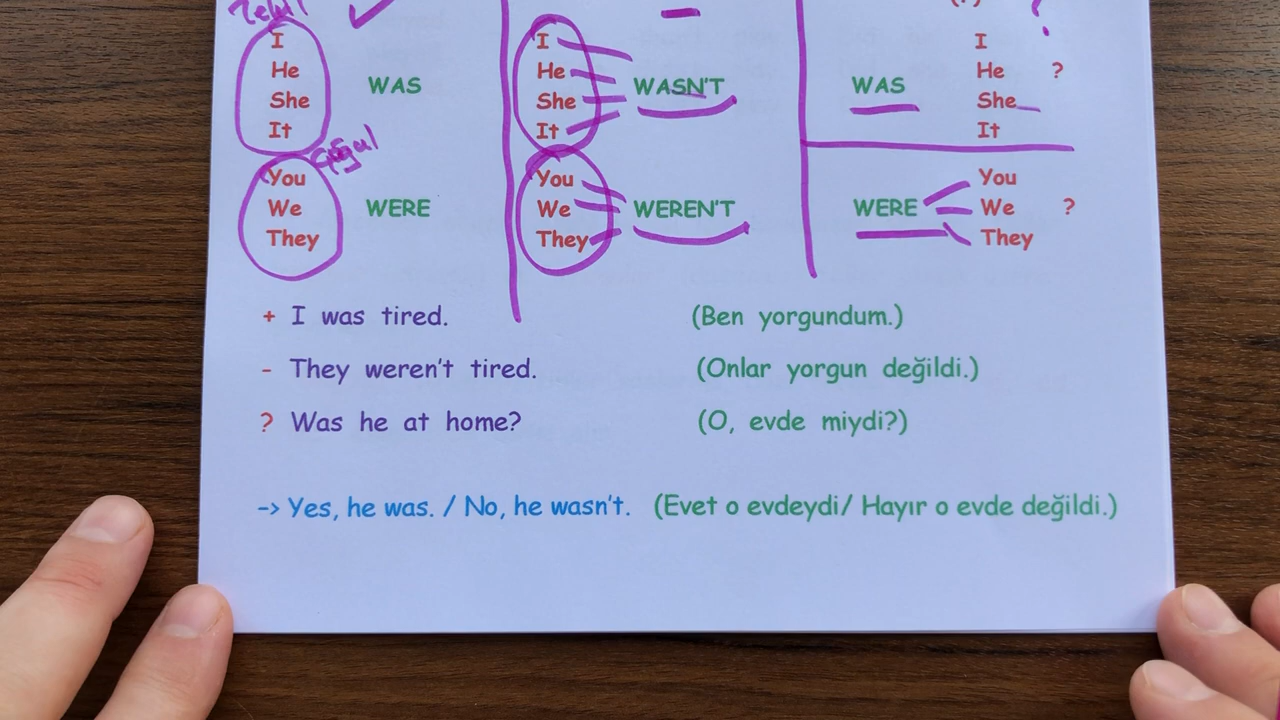 Tekil
(?) ?
I I I
He He He ?
WAS WASN'T WAS
She She She
It It It
Çoğul
You You You
We WERE We WEREN'T WERE We ?
They They They
+ I was tired. (Ben yorgundum.)
- They weren't tired. (Onlar yorgun değildi.)
? Was he at home? (O, evde miydi?)
-> Yes, he was. / No, he wasn't. (Evet o evdeydi/ Hayır o evde değildi.)